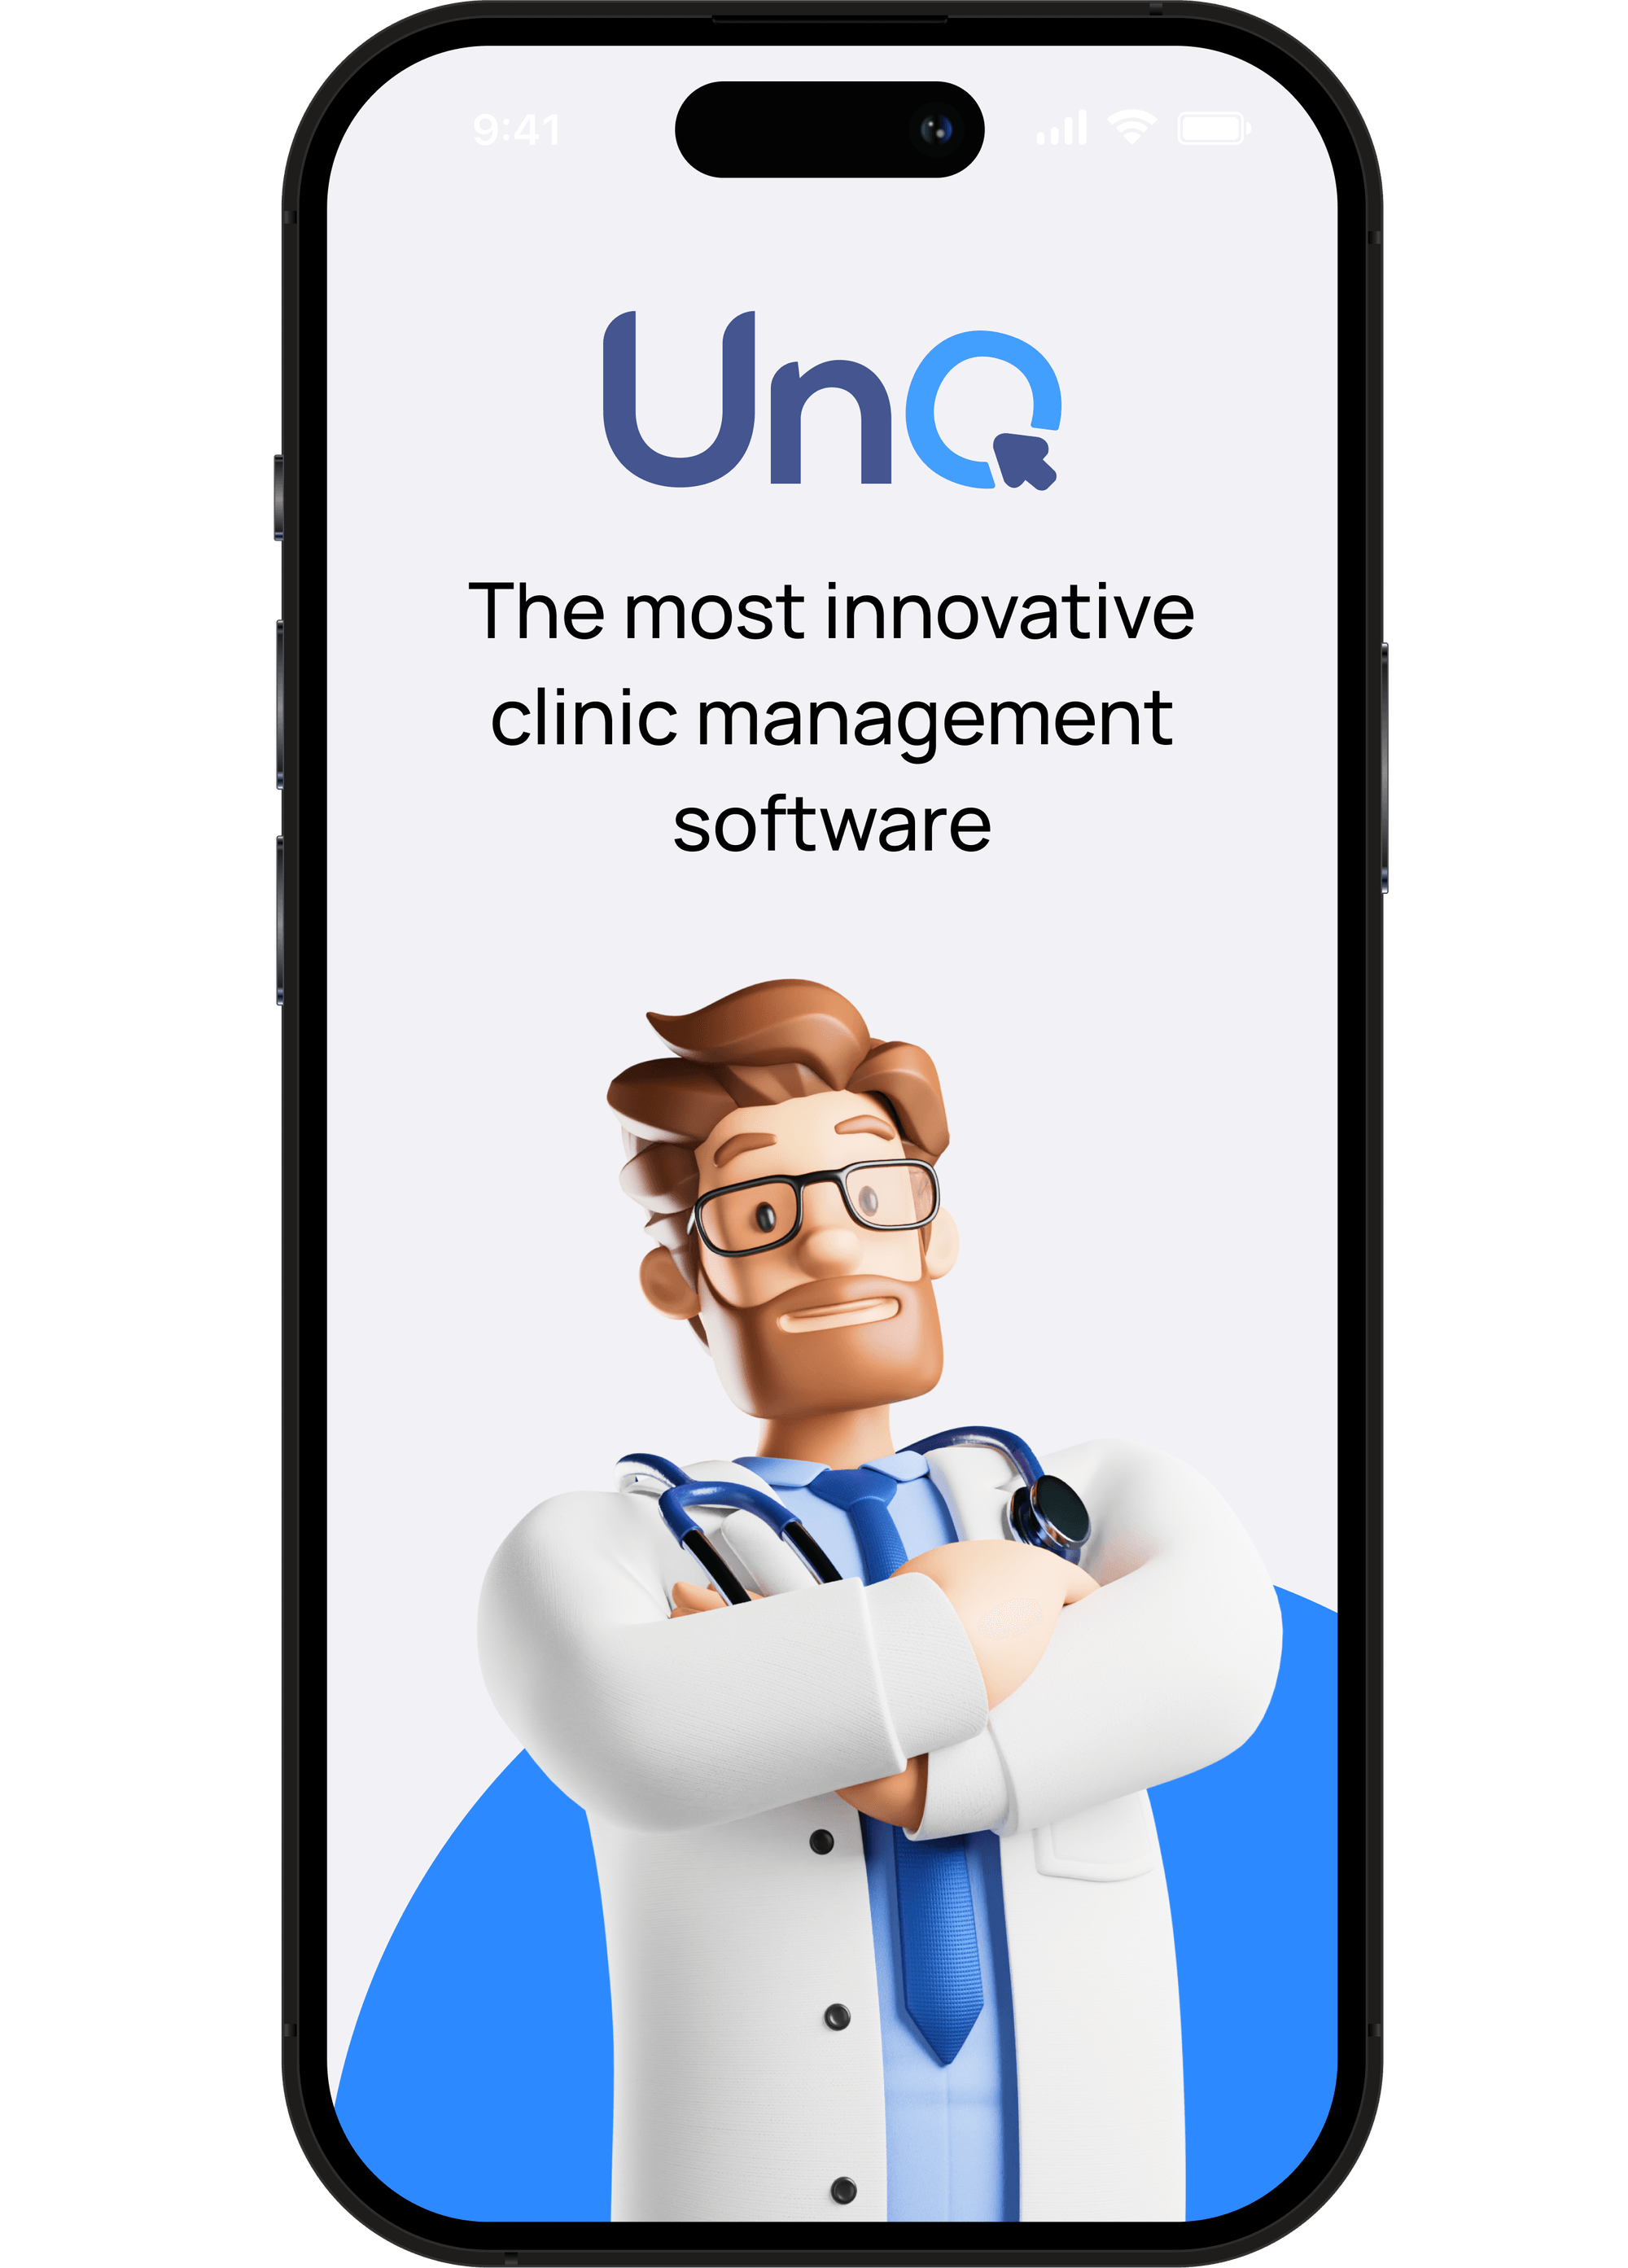 9:41
UnQ
The most innovative
clinic management
software